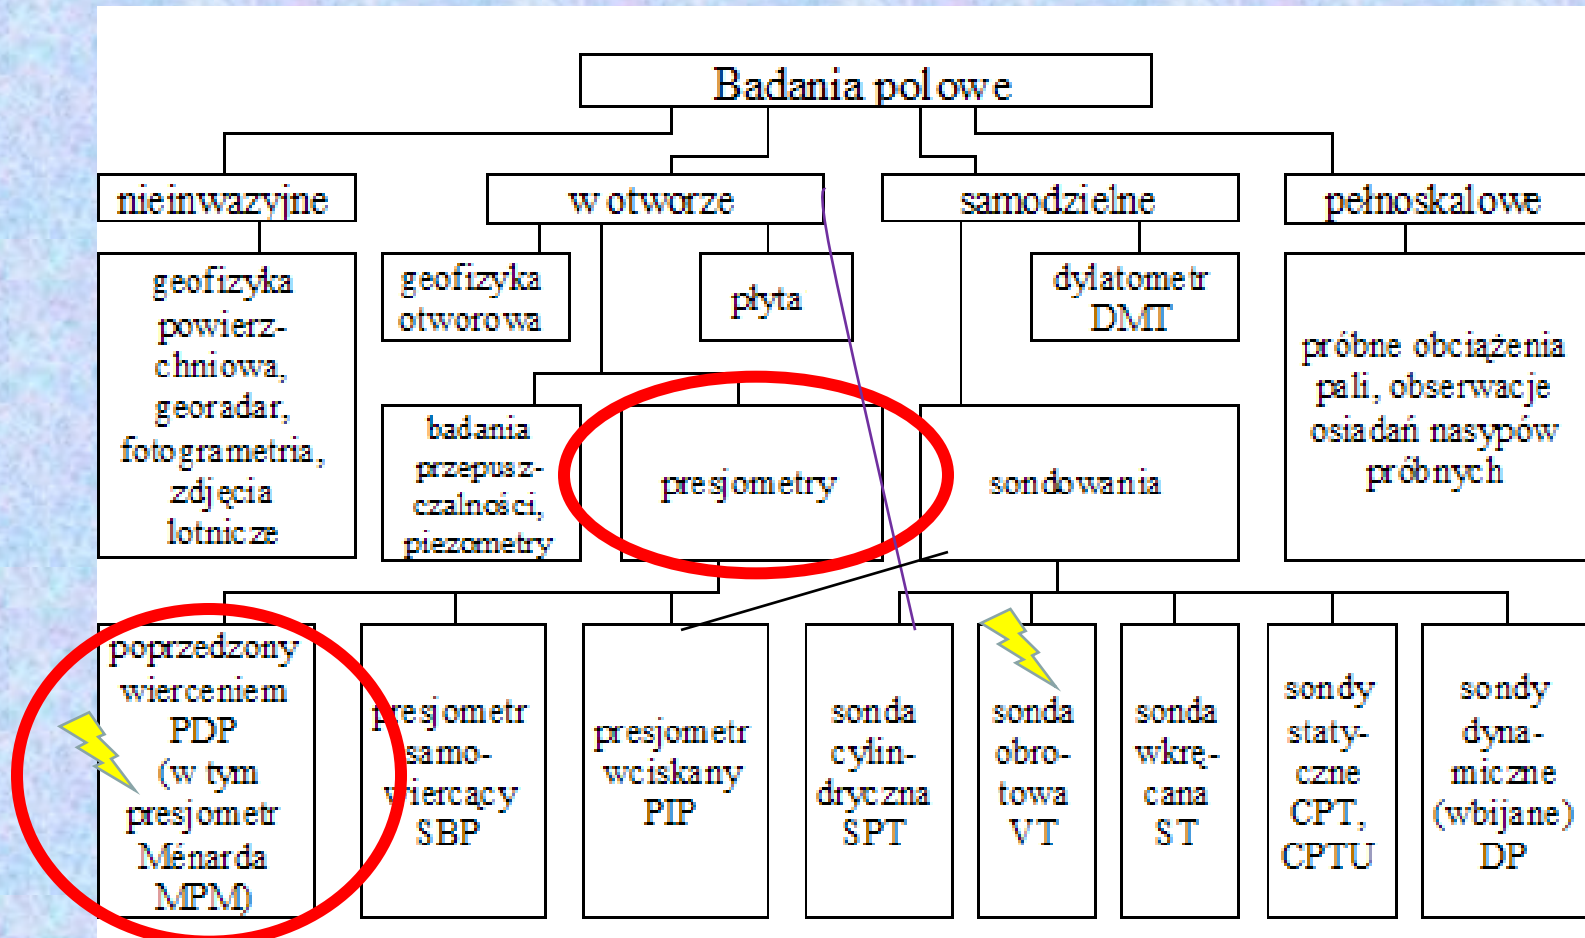 Badania polowe
nieinwazyjne
w otworze
samodzielne
pełnoskalowe
geofizyka
powierz-
chniowa,
georadar,
fotogrametria,
zdjęcia
lotnicze
geofizyka
otworowa
płyta
dylatometr
DMT
próbne obciążenia
pali, obserwacje
osiadań nasypów
próbnych
badania
przepusz-
czalności,
piezometry
presjometry
sondowania
poprzedzony
wierceniem
PDP
(w tym
presjometr
Ménarda
MPM)
presjometr
samo-
wiercący
SBP
presjometr
wciskany
PIP
sonda
cylin-
dryczna
SPT
sonda
obro-
towa
VT
sonda
wkrę-
cana
ST
sondy
staty-
czne
CPT,
CPTU
sondy
dyna-
miczne
(wbijane)
DP